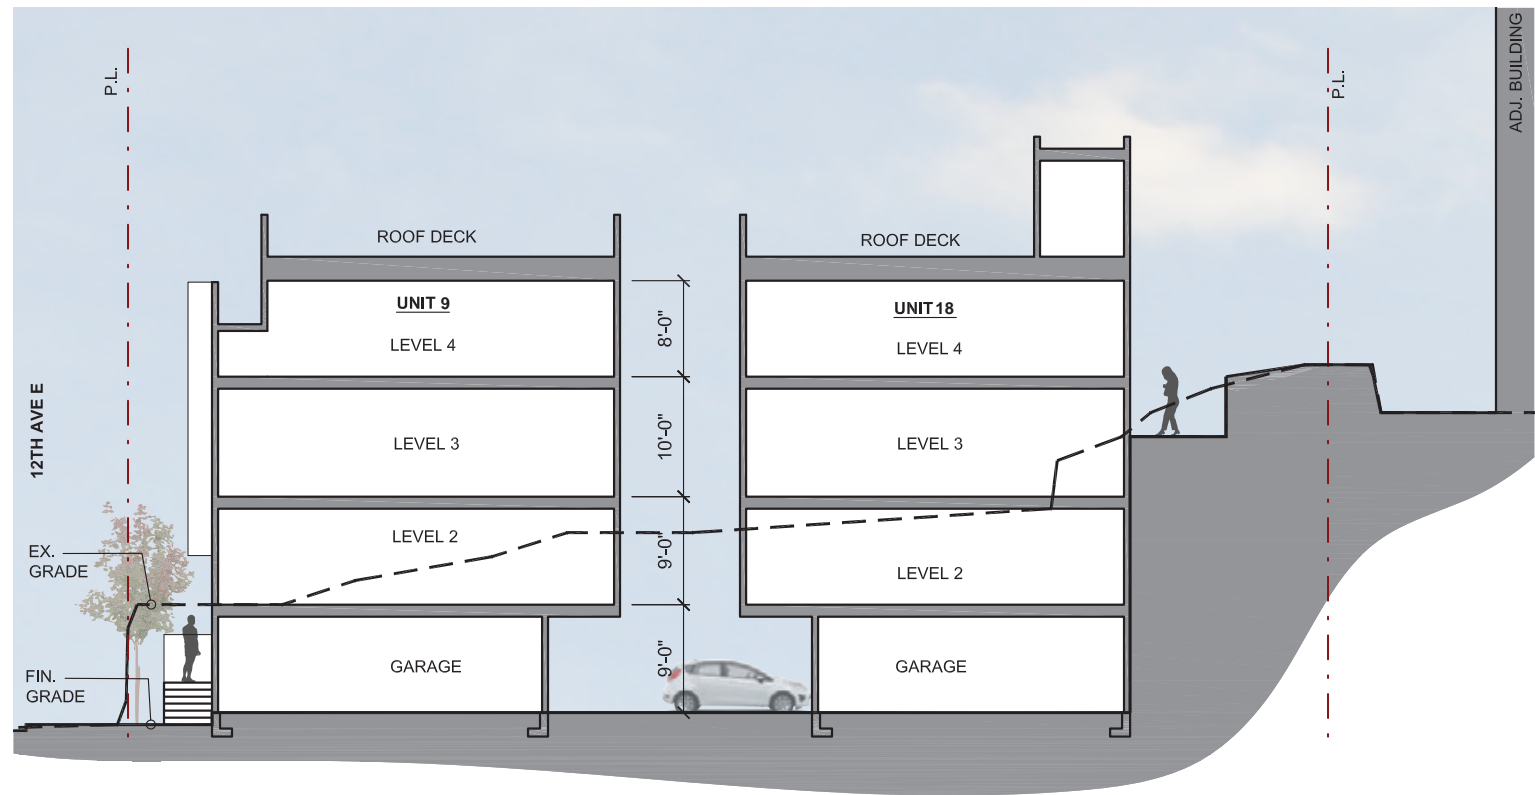 P.L.
P.L.
ADJ. BUILDING
ROOF DECK
ROOF DECK
UNIT 9
UNIT 18
8'-0"
LEVEL 4
LEVEL 4
12TH AVE E
10'-0"
LEVEL 3
LEVEL 3
LEVEL 2
9'-0"
EX.
GRADE
LEVEL 2
GARAGE
9'-0"
GARAGE
FIN.
GRADE